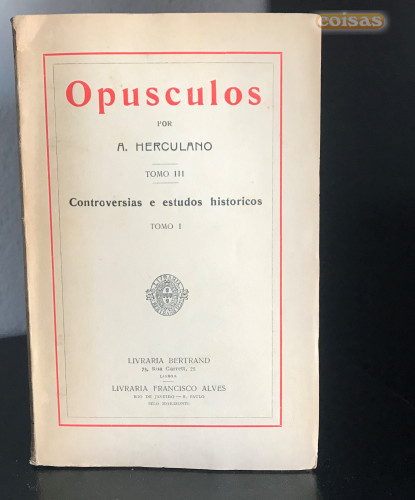 coisas
Opusculos
POR
A. HERCULANO
TOMO III
Controversias e estudos historicos
TOMO I
LIVRARIA BERTRAND
73, Rua Garrett, 75
LISBOA
LIVRARIA FRANCISCO ALVES
RIO DE JANEIRO — S. PAULO
BELO HORIZONTE